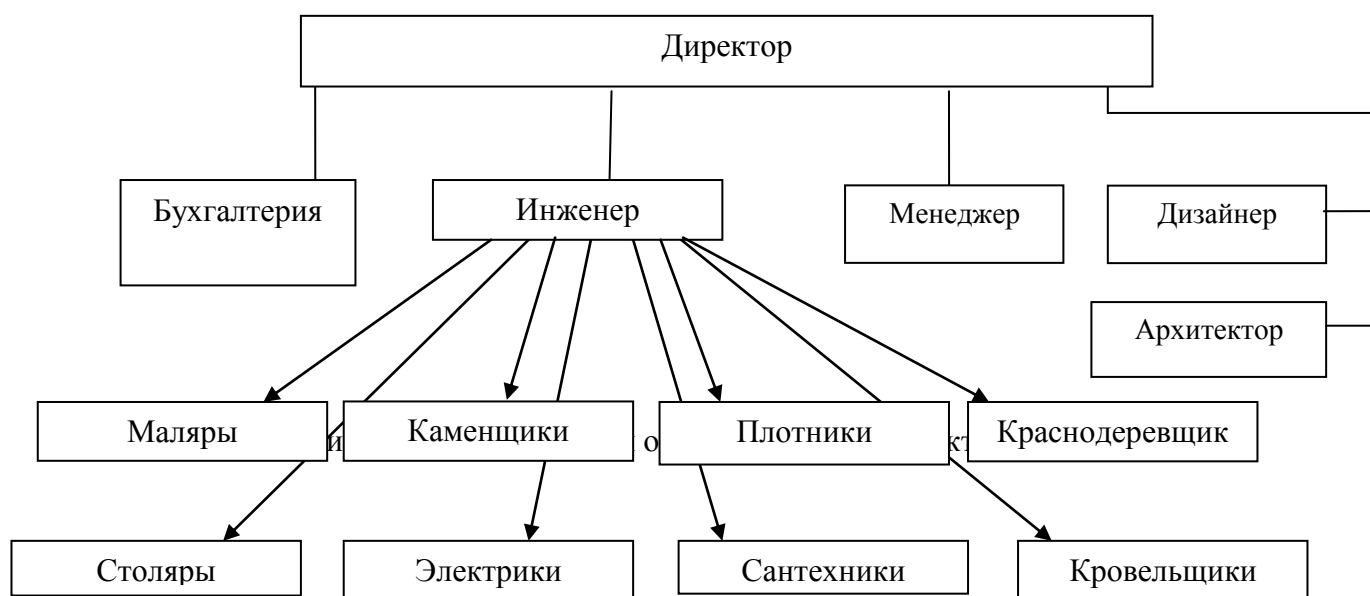 Директор
Бухгалтерия
Инженер
Менеджер
Дизайнер
Архитектор
Маляры
Каменщики
Плотники
Краснодеревщик
Столяры
Электрики
Сантехники
Кровельщики